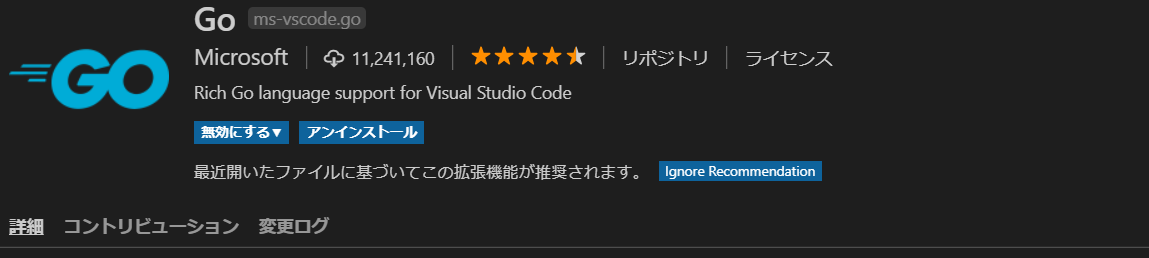 Go ms-vscode.go
GO
Microsoft 11,241,160 リポジトリ ライセンス
Rich Go language support for Visual Studio Code
無効にする▼ アンインストール
最近開いたファイルに基づいてこの拡張機能が推奨されます。 Ignore Recommendation
詳細 コントリビューション 変更ログ